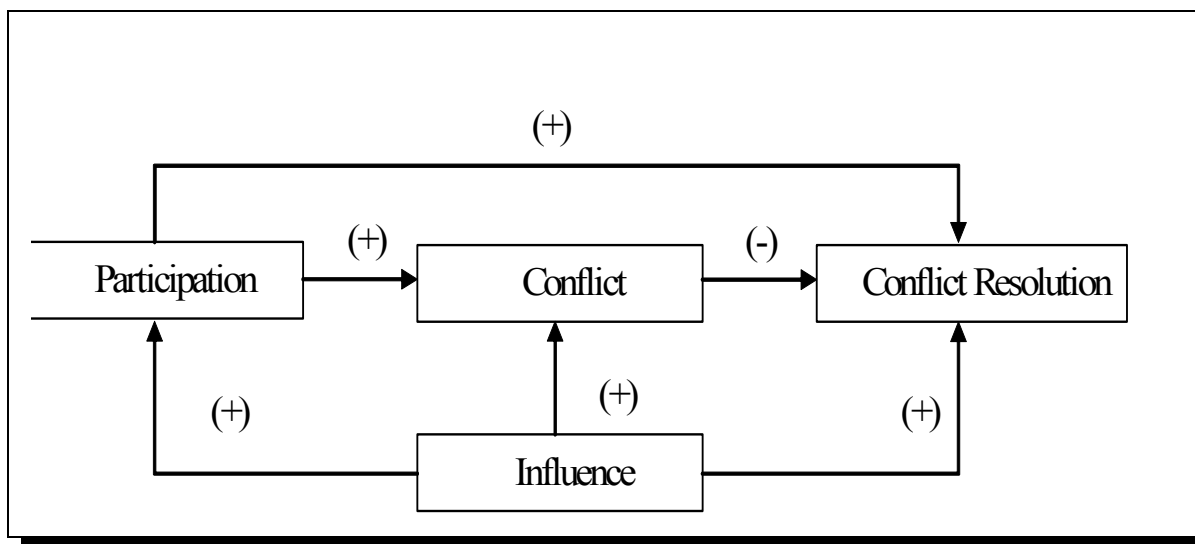 (+)
(+)
(-)
Participation
Conflict
Conflict Resolution
(+)
(+)
(+)
Influence